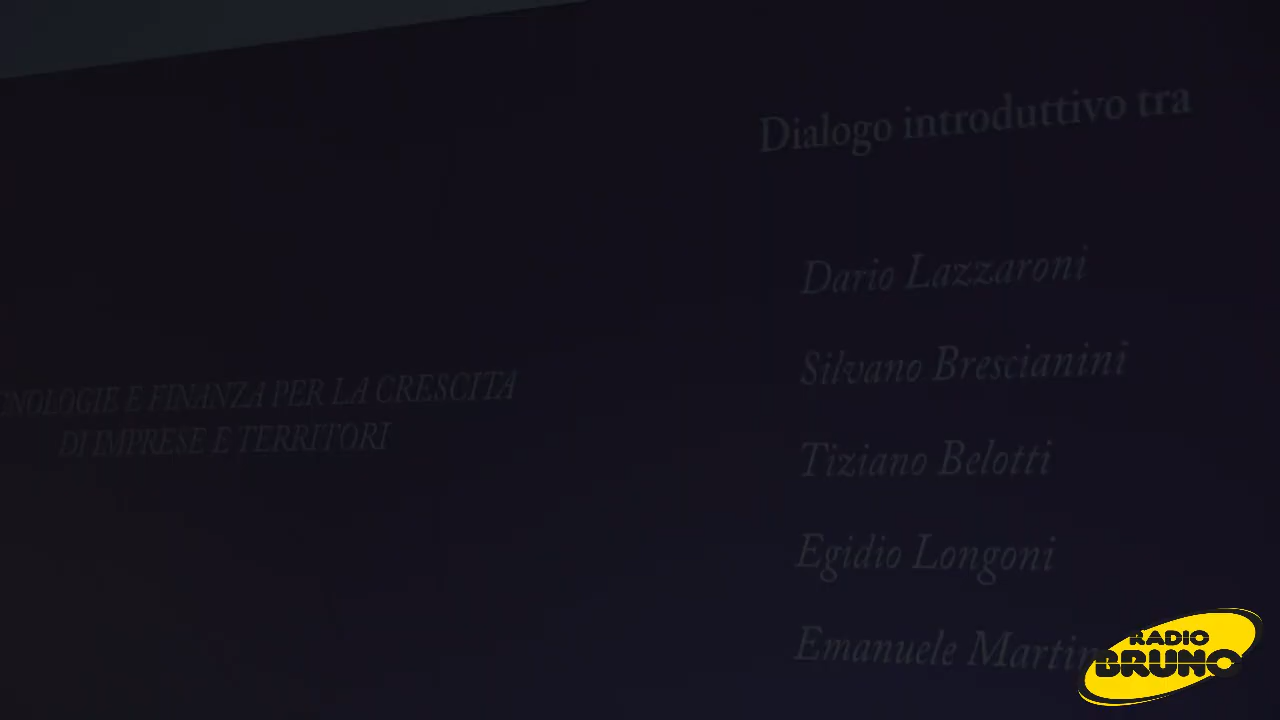 Dialogo introduttivo tra
Dario Lazzaroni
Silvano Brescianini
Tiziano Belotti
Egidio Longoni
Emanuele
E FINANZA PER LA CRESCITA
DI IMPRESE E TERRITORI
RADIO
BRUNO